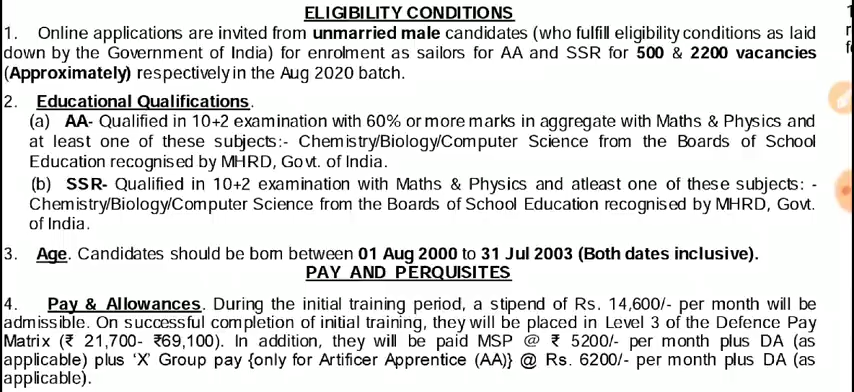 ELIGIBILITY CONDITIONS
1. Online applications are invited from unmarried male candidates (who fulfill eligibility conditions as laid
down by the Government of India) for enrolment as sailors for AA and SSR for 500 & 2200 vacancies
(Approximately) respectively in the Aug 2020 batch.
2. Educational Qualifications.
(a) AA- Qualified in 10+2 examination with 60% or more marks in aggregate with Maths & Physics and
at least one of these subjects:- Chemistry/Biology/Computer Science from the Boards of School
Education recognised by MHRD, Govt. of India.
(b) SSR- Qualified in 10+2 examination with Maths & Physics and atleast one of these subjects: -
Chemistry/Biology/Computer Science from the Boards of School Education recognised by MHRD, Govt.
of India.
3. Age. Candidates should be born between 01 Aug 2000 to 31 Jul 2003 (Both dates inclusive).
PAY AND PERQUISITES
4. Pay & Allowances. During the initial training period, a stipend of Rs. 14,600/- per month will be
admissible. On successful completion of initial training, they will be placed in Level 3 of the Defence Pay
Matrix (₹ 21,700- ₹69,100). In addition, they will be paid MSP @ ₹ 5200/- per month plus DA (as
applicable) plus ‘X’ Group pay {only for Artificer Apprentice (AA)} @ Rs. 6200/- per month plus DA (as
applicable).